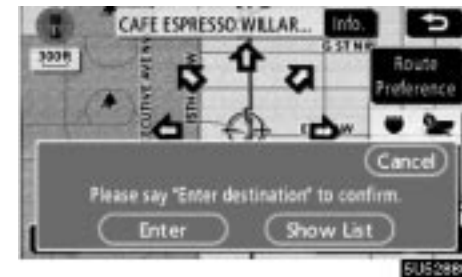 CAFE ESPRESSO:WILLAR... Info.
300ft
G ST NW
Route
Preference
Cancel
Please say "Enter destination" to confirm.
Enter Show List
5U5288